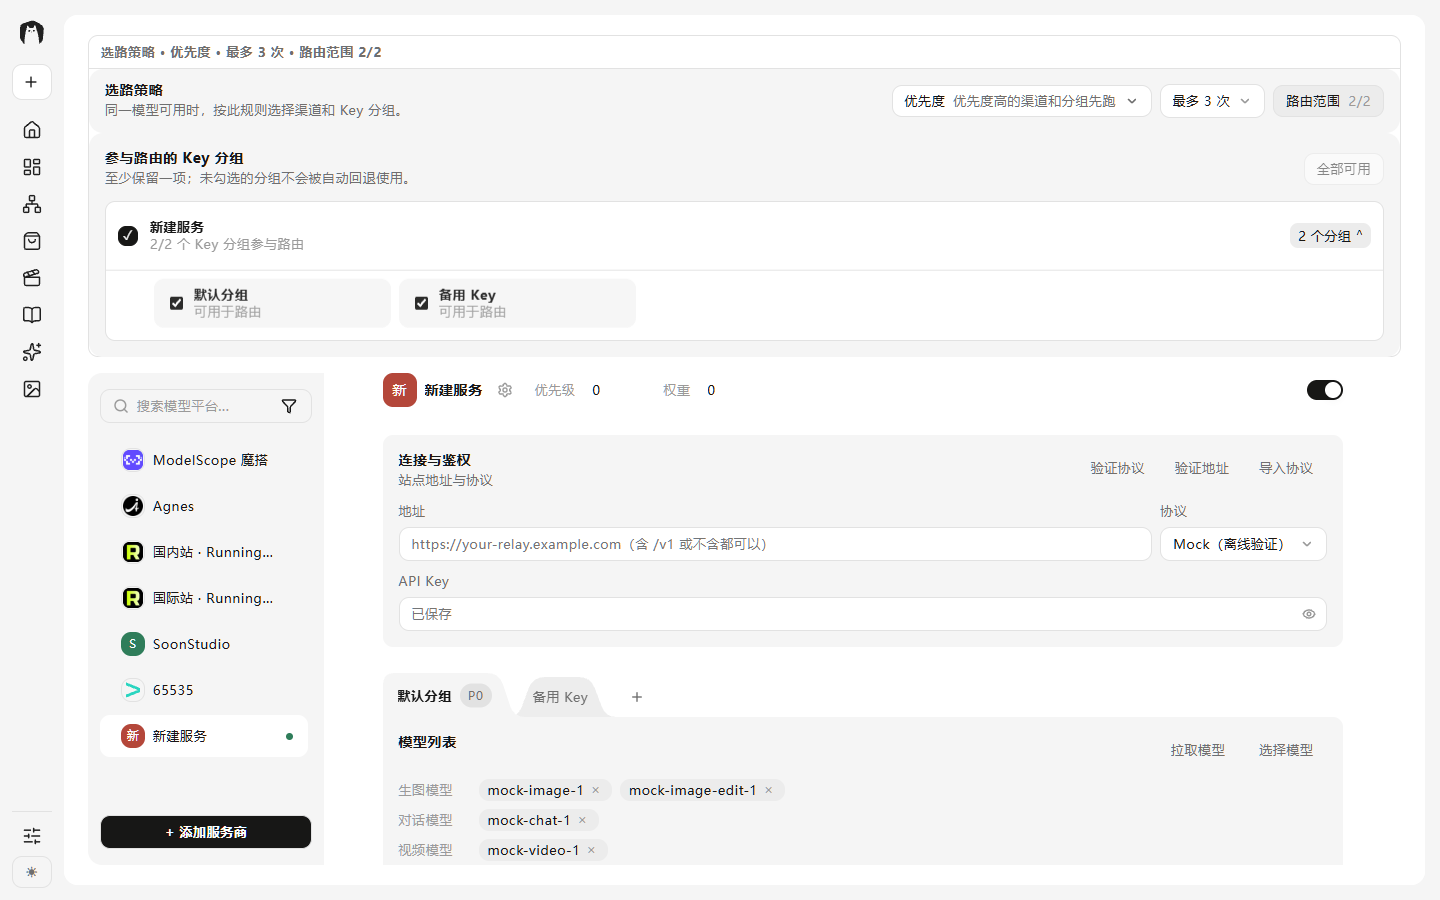 选路策略 • 优先度 • 最多 3 次 • 路由范围 2/2
选路策略
同一模型可用时，按此规则选择渠道和 Key 分组。
优先度 优先度高的渠道和分组先跑
最多 3 次
路由范围 2/2
参与路由的 Key 分组
至少保留一项；未勾选的分组不会被自动回退使用。
全部可用
新建服务
2/2 个 Key 分组参与路由
2 个分组 ^
默认分组
可用于路由
备用 Key
可用于路由
搜索模型平台...
ModelScope 魔搭
Agnes
国内站 · Running...
国际站 · Running...
S SoonStudio
65535
新 新建服务
+ 添加服务商
新 新建服务 优先级 0 权重 0
连接与鉴权
站点地址与协议
验证协议 验证地址 导入协议
地址
https://your-relay.example.com（含 /v1 或不含都可以）
协议
Mock（离线验证）
API Key
已保存
默认分组 P0
备用 Key
+
模型列表
拉取模型 选择模型
生图模型 mock-image-1 × mock-image-edit-1 ×
对话模型 mock-chat-1 ×
视频模型 mock-video-1 ×